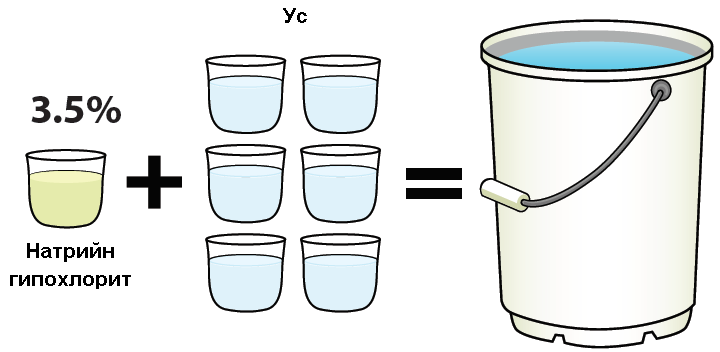 Ус
3.5%
Натрийн
гипохлорит